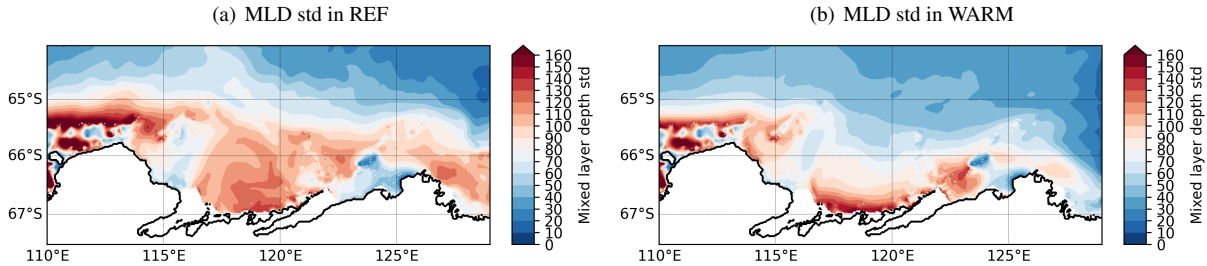 (a) MLD std in REF
65°S
66°S
67°S
110°E
115°E
120°E
125°E
160
150
140
130
120
110
100
90
80
70
60
50
40
30
20
10
0
Mixed layer depth std
(b) MLD std in WARM
65°S
66°S
67°S
110°E
115°E
120°E
125°E
160
150
140
130
120
110
100
90
80
70
60
50
40
30
20
10
0
Mixed layer depth std